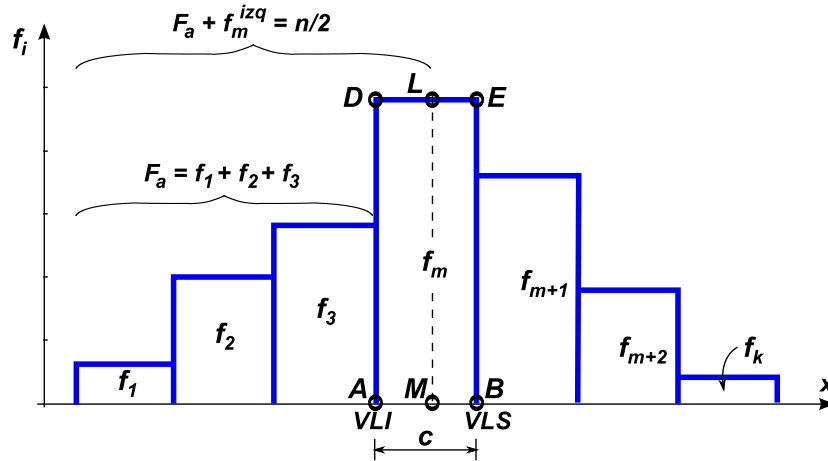 F_a + f_m^izq = n/2
f_i
D L E
F_a = f_1 + f_2 + f_3
f_m
f_m+1
f_3
f_2
f_m+2
f_k
f_1
A M B
x
VLI VLS
c